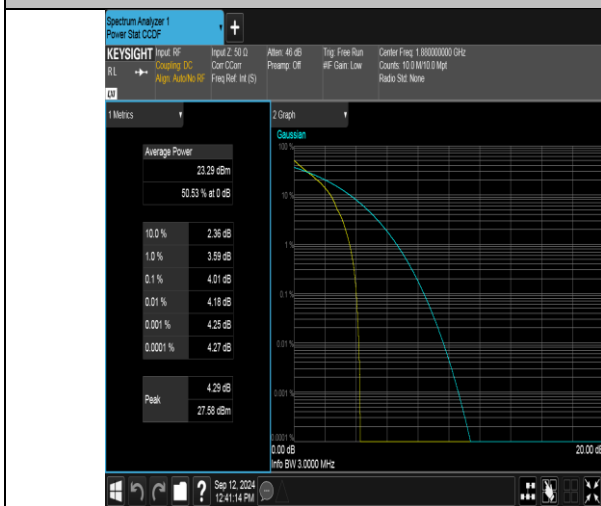 Spectrum Analyzer 1
Power Stat CCDF
+
KEYSIGHT
RL
Input: RF
Coupling: DC
Align: Auto/No RF
Input Z: 50 Ω
Corr CCorr
Freq Ref: Int (S)
Atten: 46 dB
Preamp: Off
Trig: Free Run
#IF Gain: Low
Center Freq: 1.880000000 GHz
Counts: 10.0 M/10.0 Mpt
Radio Std: None
1 Metrics
Average Power
23.29 dBm
50.53 % at 0 dB
10.0 % 2.36 dB
1.0 % 3.59 dB
0.1 % 4.01 dB
0.01 % 4.18 dB
0.001 % 4.25 dB
0.0001 % 4.27 dB
Peak
4.29 dB
27.58 dBm
2 Graph
Gaussian
100 %
10 %
1 %
0.1 %
0.01 %
0.001 %
0.0001 %
0.00 dB 20.00 dB
Info BW 3.0000 MHz
?
Sep 12, 2024
12:41:14 PM